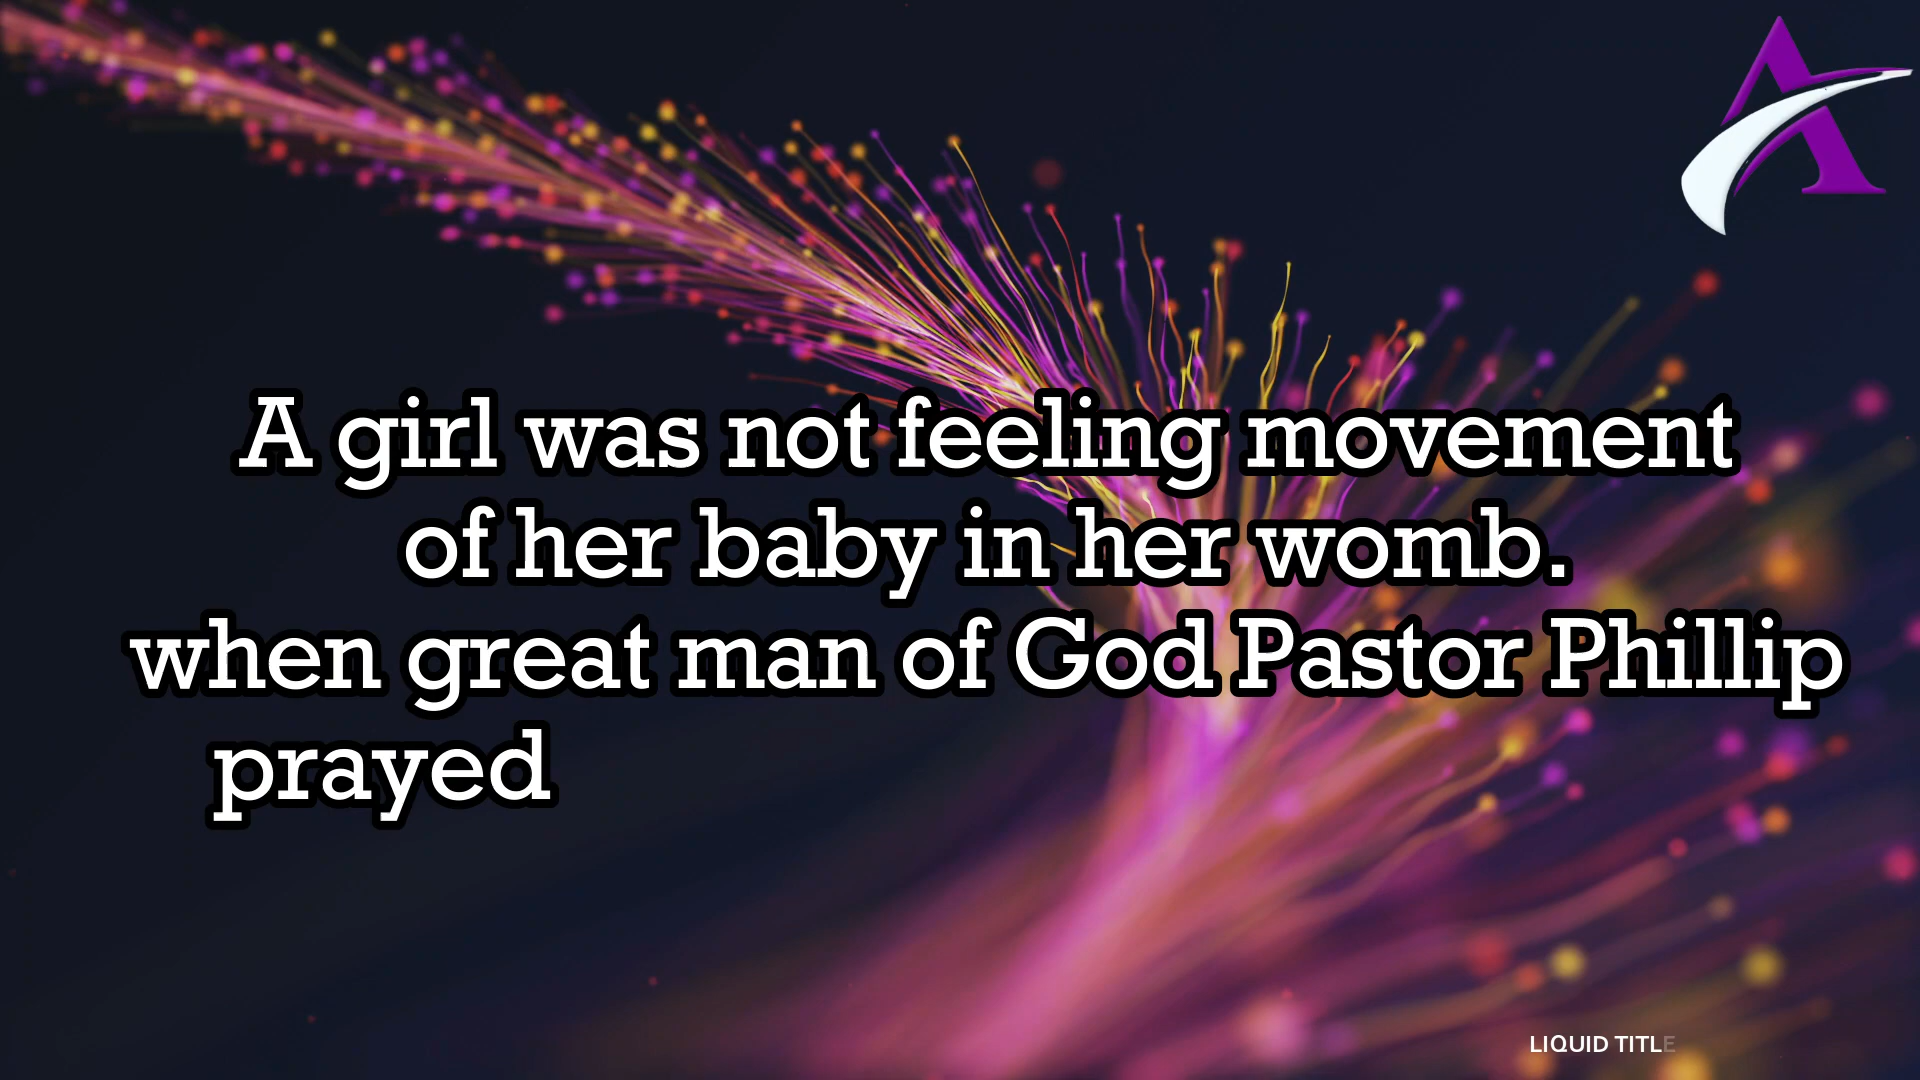 A girl was not feeling movement
of her baby in her womb.
when great man of God Pastor Phillip
prayed
LIQUID TITLE